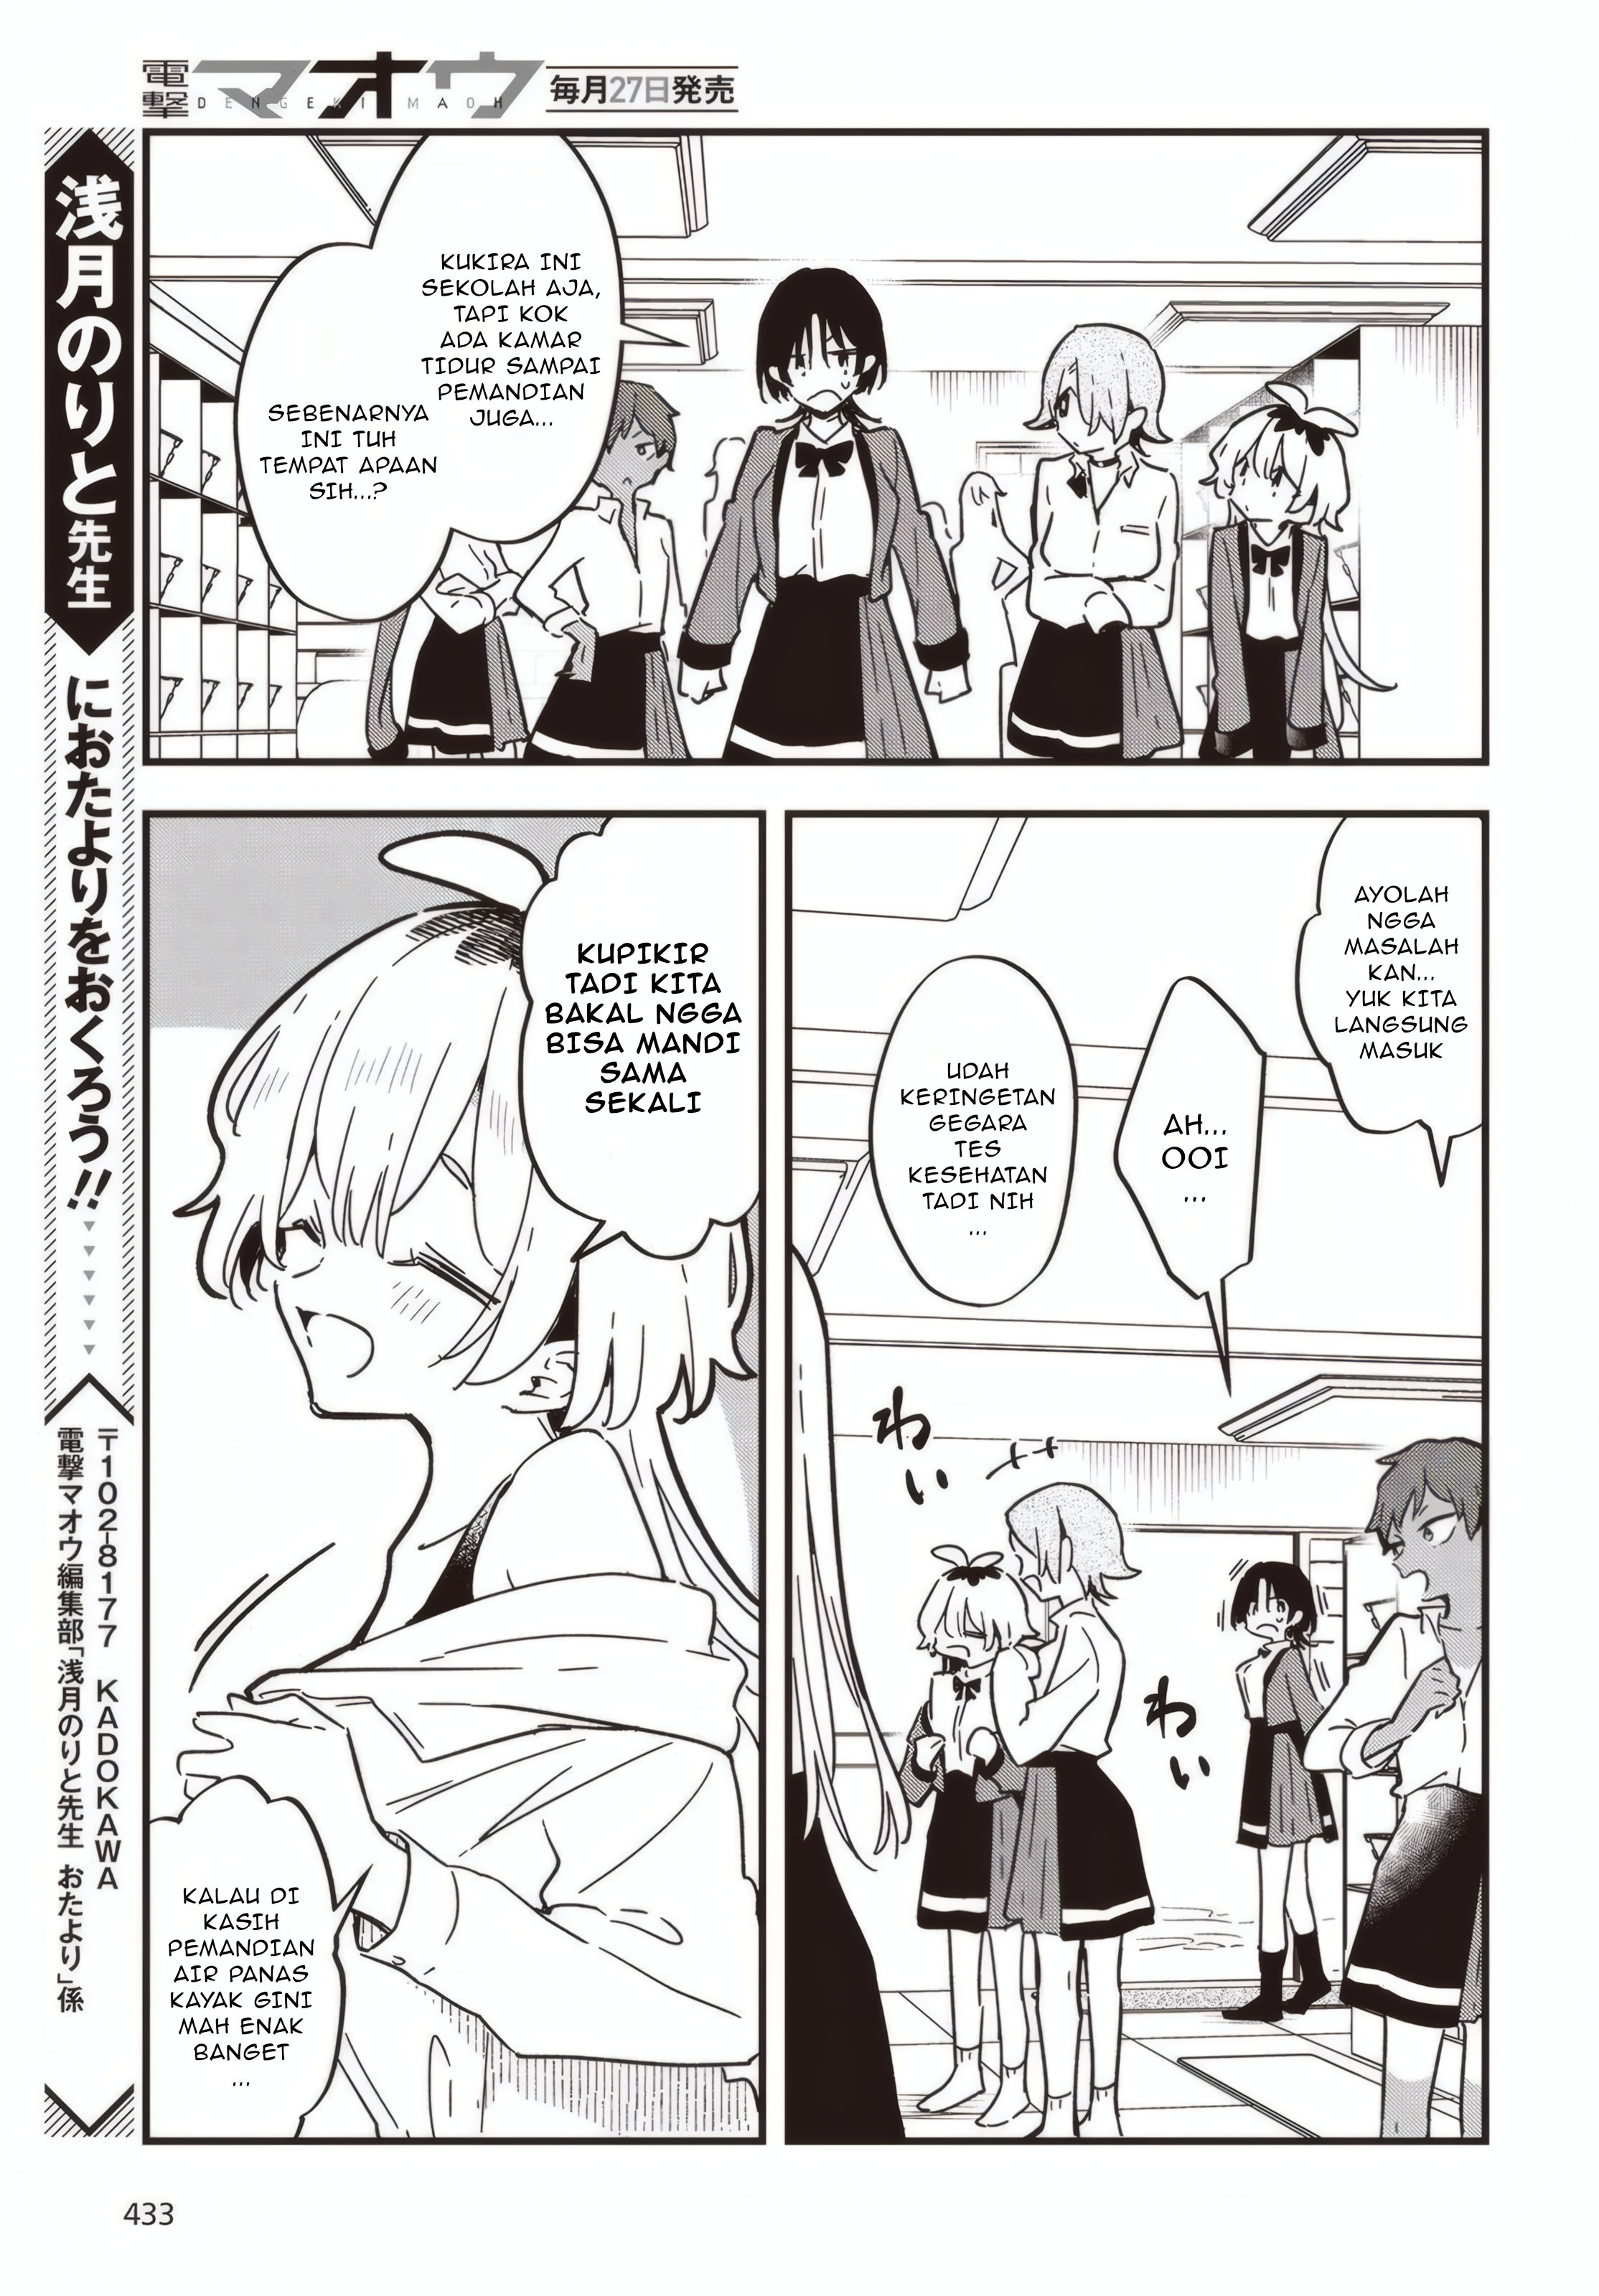 電撃マオウ
DENGEKI MAOH
毎月27日発売
KUKIRA INI
SEKOLAH AJA,
TAPI KOK
ADA KAMAR
TIDUR SAMPAI
PEMANDIAN
JUGA...
SEBENARNYA
INI TUH
TEMPAT APAAN
SIH...?
AYOLAH
NGGA
MASALAH
KAN...
YUK KITA
LANGSUNG
MASUK
AH...
OOI
...
UDAH
KERINGETAN
GEGARA
TES
KESEHATAN
TADI NIH
...
わい
わい
KUPIKIR
TADI KITA
BAKAL NGGA
BISA MANDI
SAMA
SEKALI
KALAU DI
KASIH
PEMANDIAN
AIR PANAS
KAYAK GINI
MAH ENAK
BANGET
...
浅月のりと先生
におたよりをおくろう!!
〒102-8177 KADOKAWA
電撃マオウ編集部「浅月のりと先生 おたより」係
433